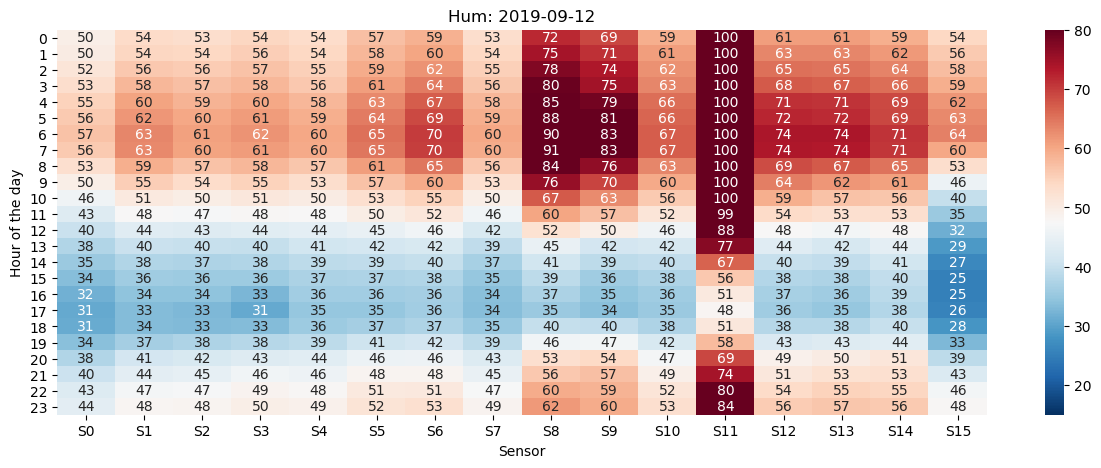 Hum: 2019-09-12
Hour of the day
0 50 54 53 54 54 57 59 53 72 69 59 100 61 61 59 54
1 50 54 54 56 54 58 60 54 75 71 61 100 63 63 62 56
2 52 56 56 57 55 59 62 55 78 74 62 100 65 65 64 58
3 53 58 57 58 56 61 64 56 80 75 63 100 68 67 66 59
4 55 60 59 60 58 63 67 58 85 79 66 100 71 71 69 62
5 56 62 60 61 59 64 69 59 88 81 66 100 72 72 69 63
6 57 63 61 62 60 65 70 60 90 83 67 100 74 74 71 64
7 56 63 60 61 60 65 70 60 91 83 67 100 74 74 71 60
8 53 59 57 58 57 61 65 56 84 76 63 100 69 67 65 53
9 50 55 54 55 53 57 60 53 76 70 60 100 64 62 61 46
10 46 51 50 51 50 53 55 50 67 63 56 100 59 57 56 40
11 43 48 47 48 48 50 52 46 60 57 52 99 54 53 53 35
12 40 44 43 44 44 45 46 42 52 50 46 88 48 47 48 32
13 38 40 40 40 41 42 42 39 45 42 42 77 44 42 44 29
14 35 38 37 38 39 39 40 37 41 39 40 67 40 39 41 27
15 34 36 36 36 37 37 38 35 39 36 38 56 38 38 40 25
16 32 34 34 33 36 36 36 34 37 35 36 51 37 36 39 25
17 31 33 33 31 35 35 36 34 35 34 35 48 36 35 38 26
18 31 34 33 33 36 37 37 35 40 40 38 51 38 38 40 28
19 34 37 38 38 39 41 42 39 46 47 42 58 43 43 44 33
20 38 41 42 43 44 46 46 43 53 54 47 69 49 50 51 39
21 40 44 45 46 46 48 48 45 56 57 49 74 51 53 53 43
22 43 47 47 49 48 51 51 47 60 59 52 80 54 55 55 46
23 44 48 48 50 49 52 53 49 62 60 53 84 56 57 56 48
S0 S1 S2 S3 S4 S5 S6 S7 S8 S9 S10 S11 S12 S13 S14 S15
Sensor
80
70
60
50
40
30
20